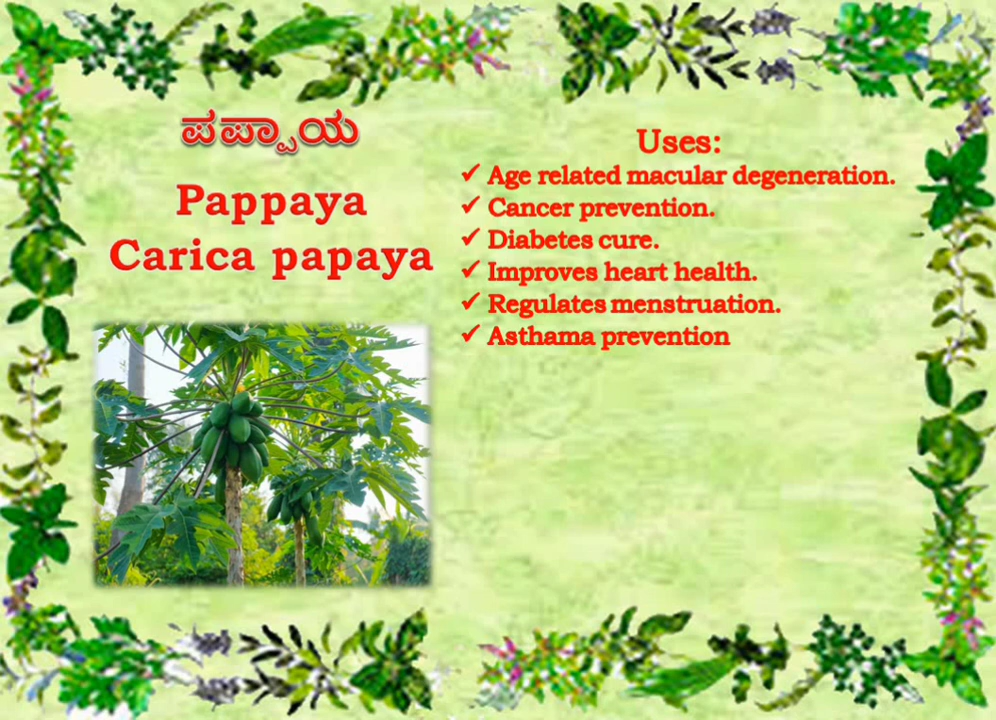 ಪಪ್ಪಾಯ
Pappaya
Carica papaya
Uses:
✓ Age related macular degeneration.
✓ Cancer prevention.
✓ Diabetes cure.
✓ Improves heart health.
✓ Regulates menstruation.
✓ Asthama prevention